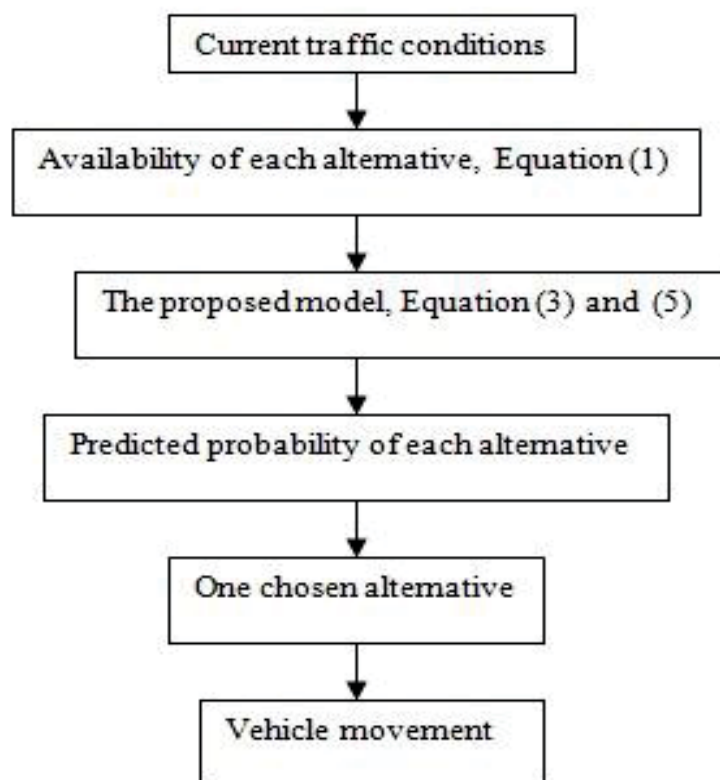 Current traffic conditions
Availability of each alternative, Equation (1)
The proposed model, Equation (3) and (5)
Predicted probability of each alternative
One chosen alternative
Vehicle movement